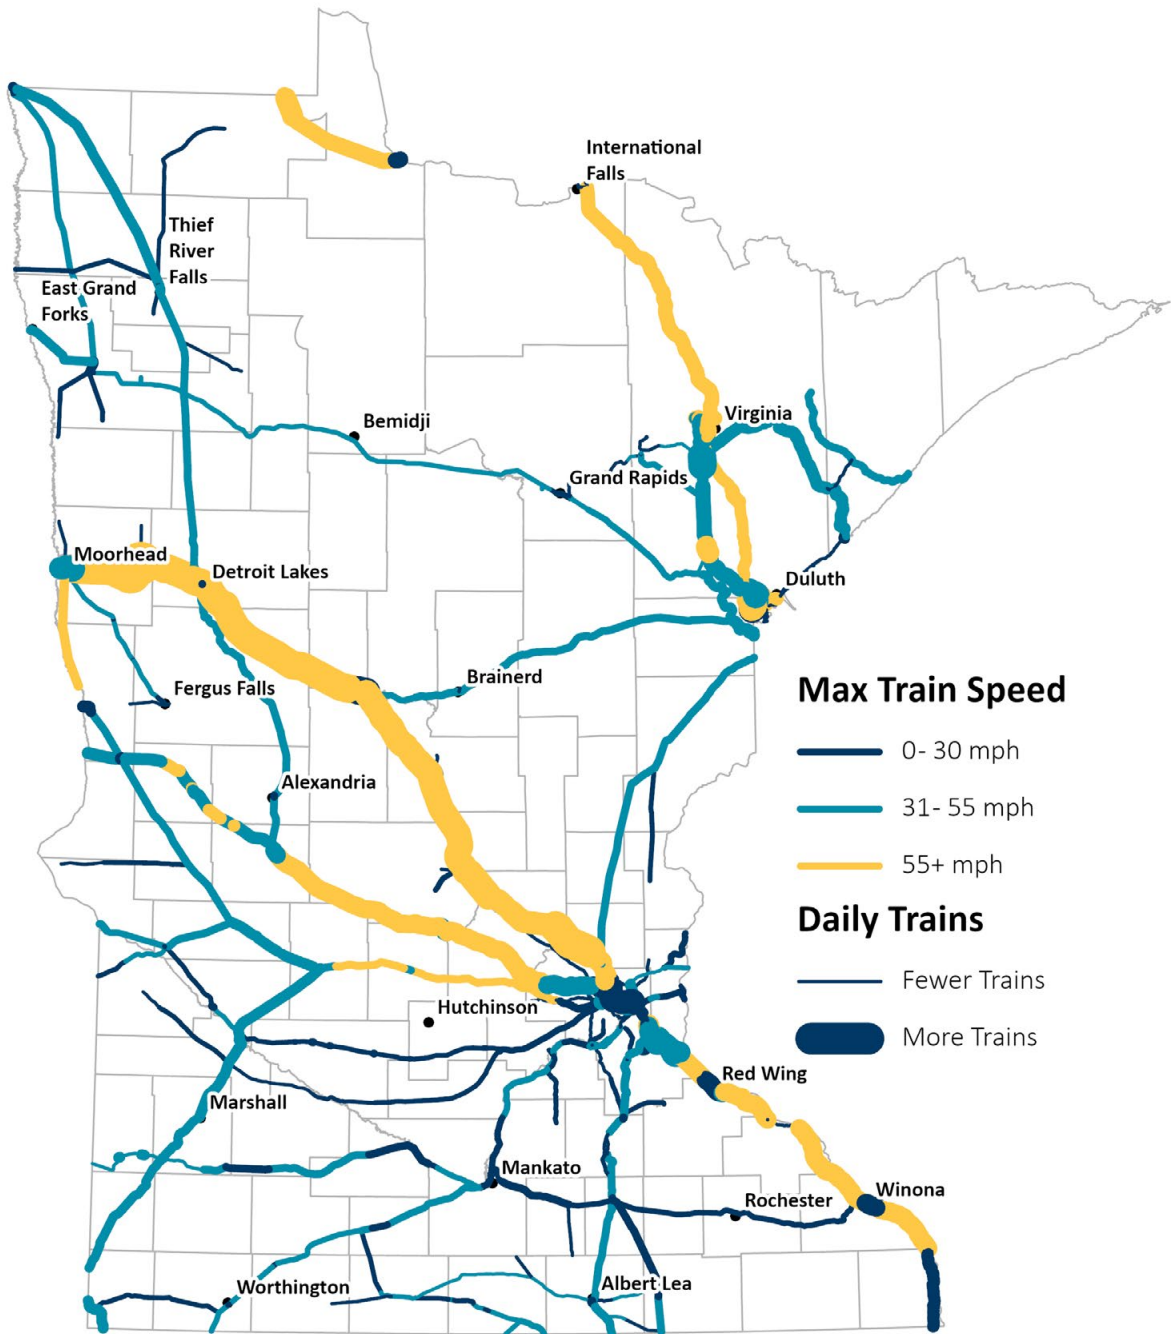 International
Falls
Thief
River
Falls
East Grand
Forks
Bemidji
Virginia
Grand Rapids
Moorhead
Detroit Lakes
Duluth
Brainerd
Fergus Falls
Alexandria
Max Train Speed
0- 30 mph
31- 55 mph
55+ mph
Daily Trains
Fewer Trains
More Trains
Hutchinson
Red Wing
Marshall
Mankato
Rochester
Winona
Worthington
Albert Lea